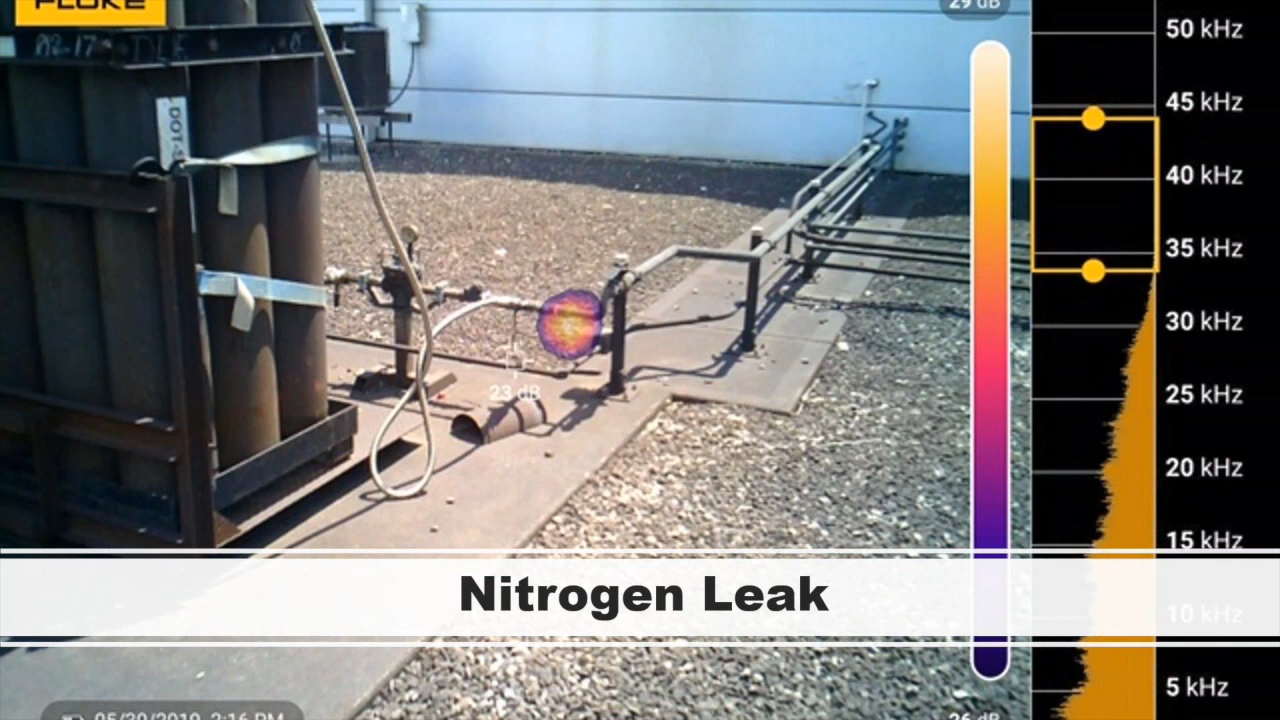 FLUKE
29 dB
DOT-
23 dB
50 kHz
45 kHz
40 kHz
35 kHz
30 kHz
25 kHz
20 kHz
15 kHz
10 kHz
5 kHz
Nitrogen Leak
05/30/2019, 2:16 PM
26 dB